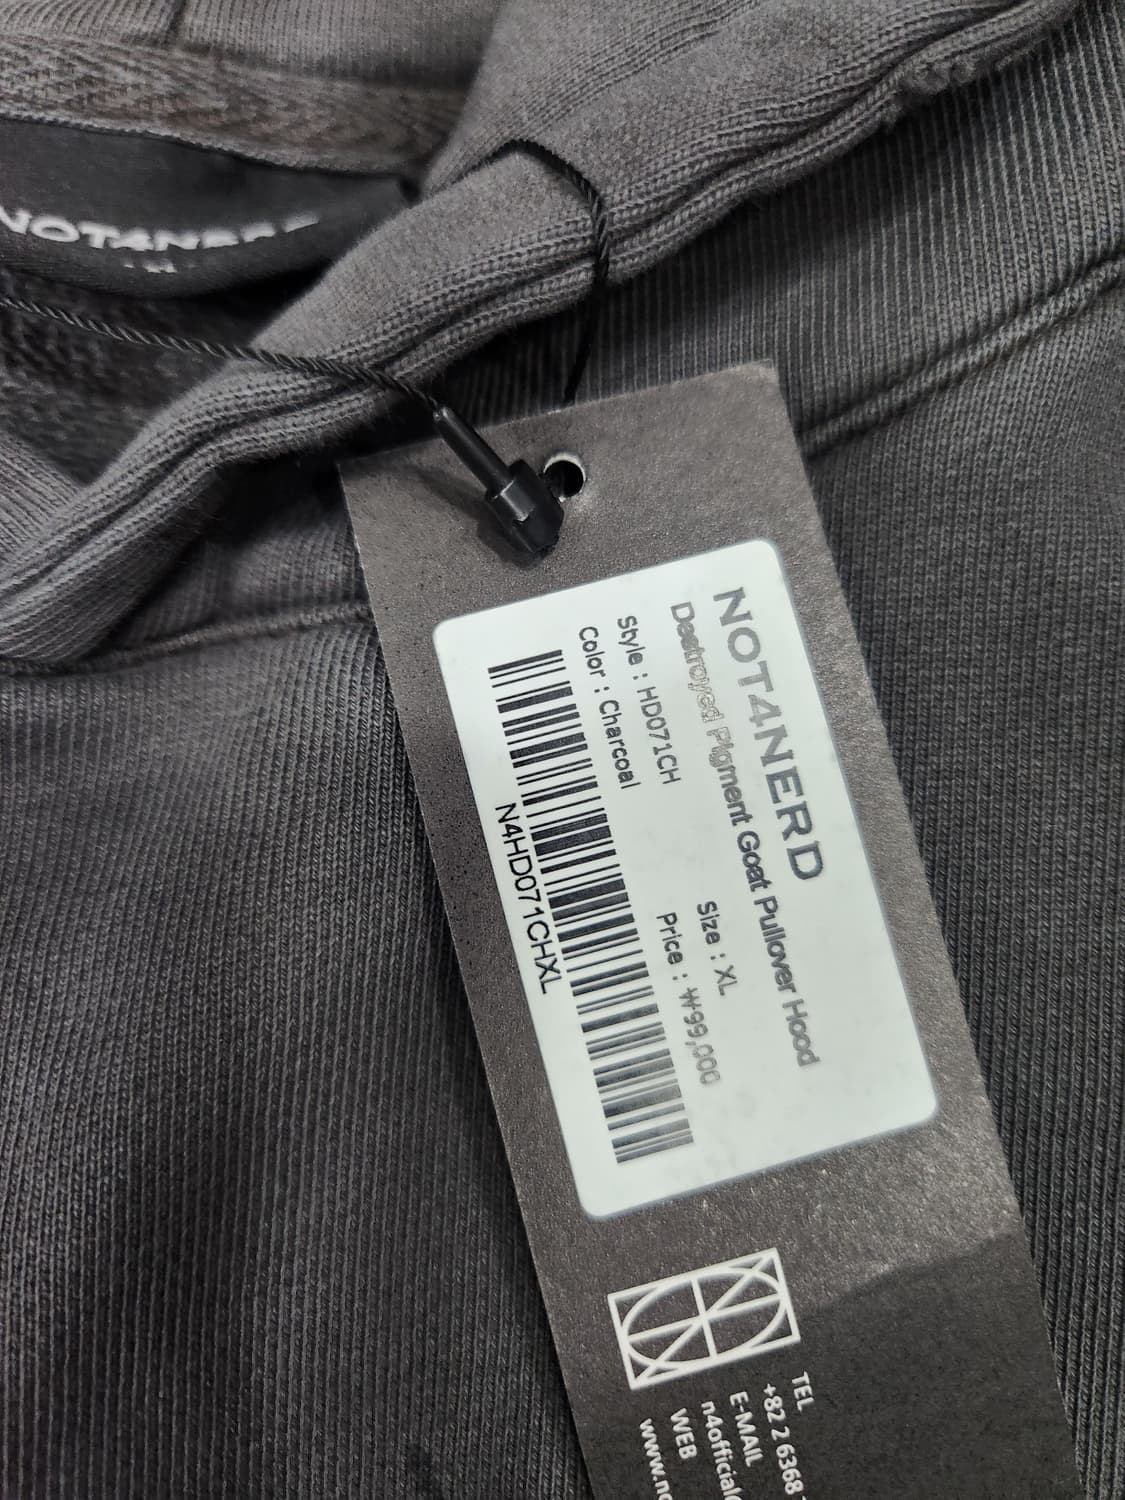 NOT4NERD
NOT4NERD
Destroyed Pigment Goat Pullover Hood
Style : HD071CH
Size : XL
Color : Charcoal
Price : ₩99,000
N4HD071CHXL
TEL
+82 2 6368
E-MAIL
WEB